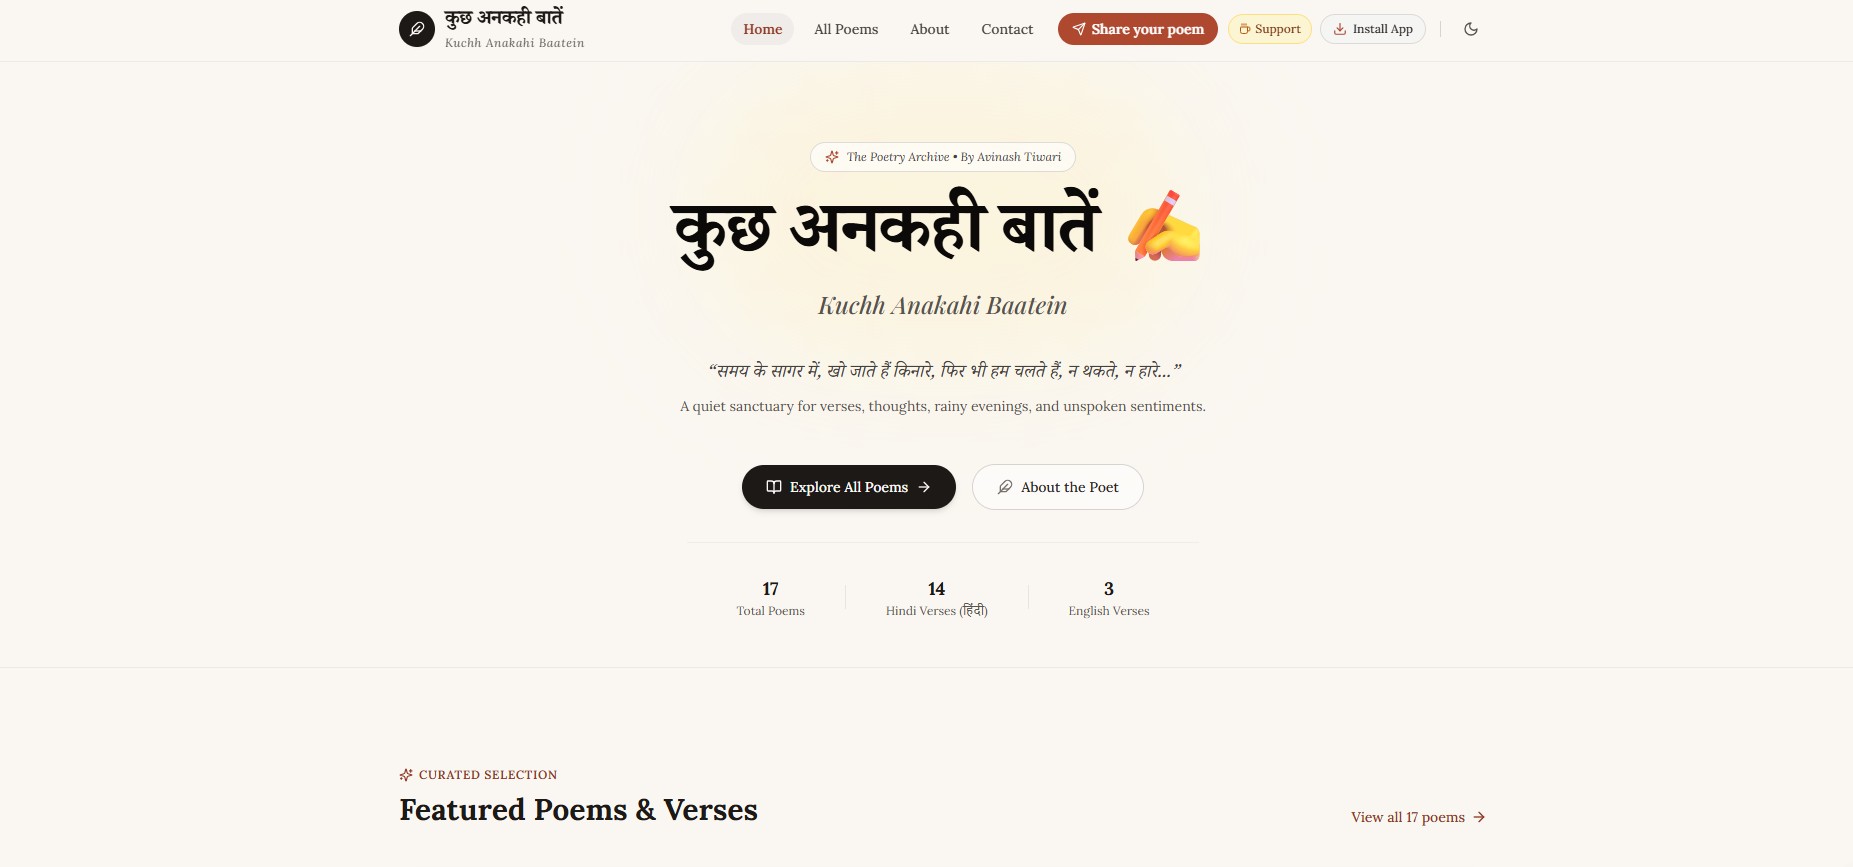 कुछ अनकही बातें
Kuchh Anakahi Baatein
Home
All Poems
About
Contact
Share your poem
Support
Install App
The Poetry Archive • By Avinash Tiwari
कुछ अनकही बातें ✍️
Kuchh Anakahi Baatein
“समय के सागर में, खो जाते हैं किनारे, फिर भी हम चलते हैं, न थकते, न हारे...”
A quiet sanctuary for verses, thoughts, rainy evenings, and unspoken sentiments.
Explore All Poems →
About the Poet
17
Total Poems
14
Hindi Verses (हिंदी)
3
English Verses
CURATED SELECTION
Featured Poems & Verses
View all 17 poems →